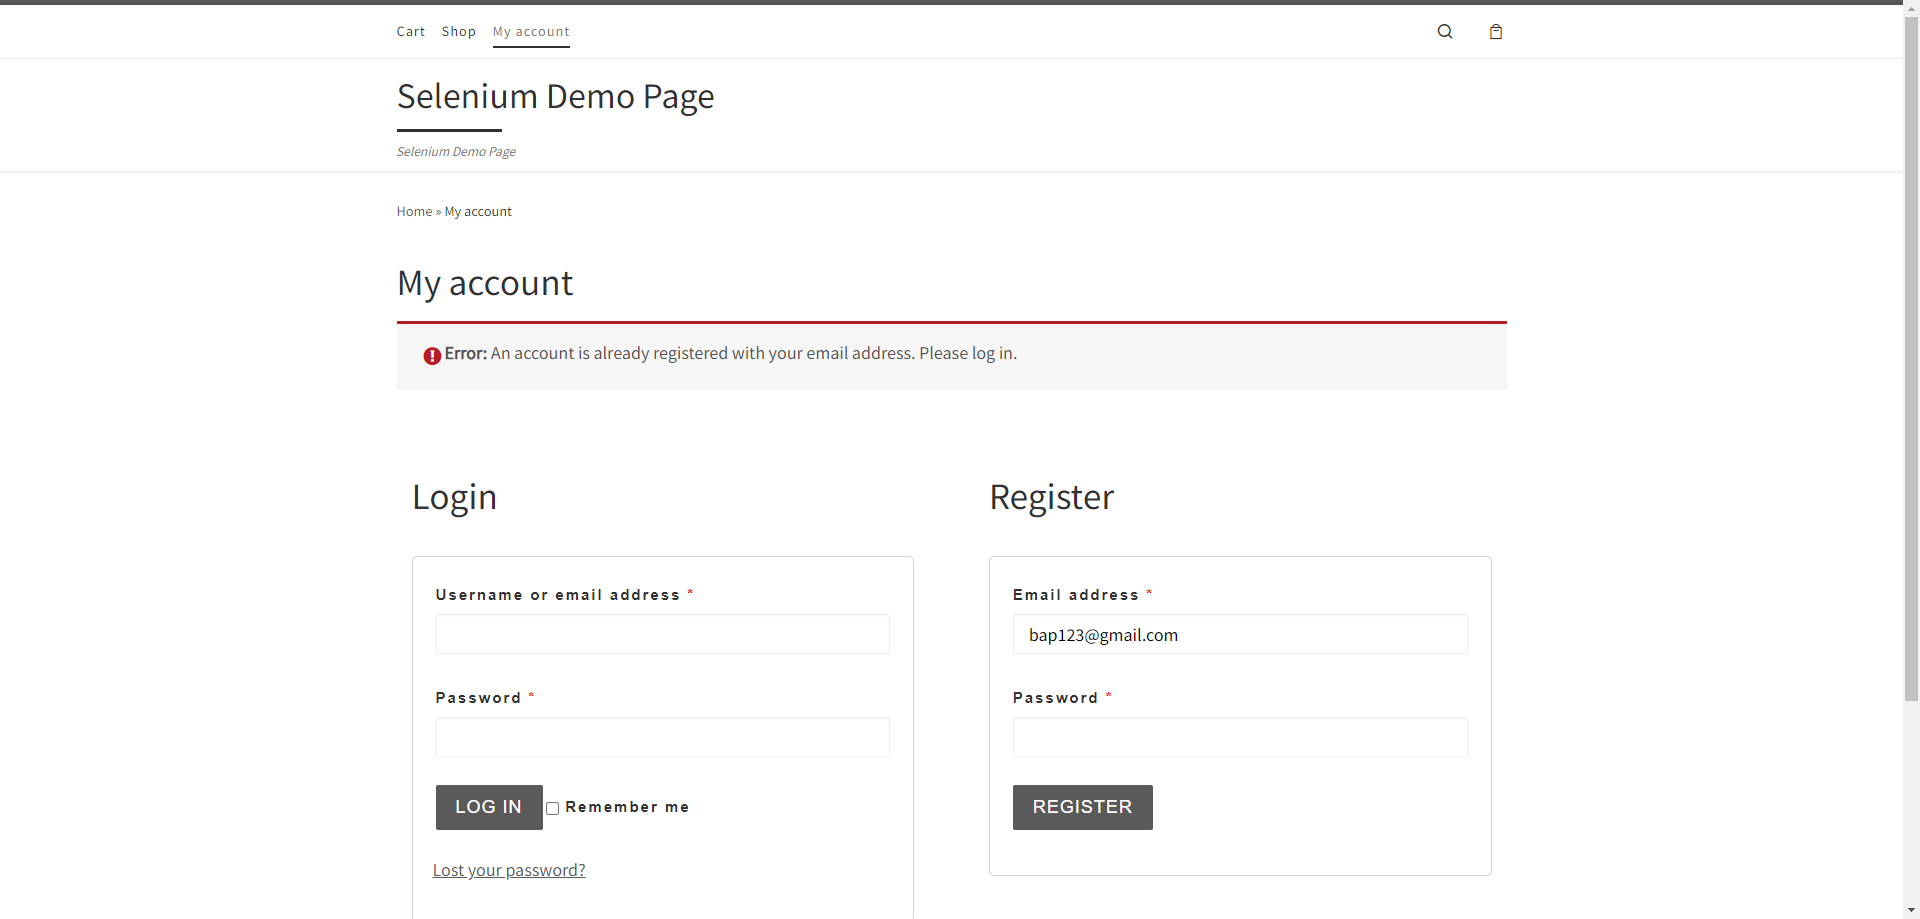 Cart Shop My account
Selenium Demo Page
Selenium Demo Page
Home » My account
My account
Error: An account is already registered with your email address. Please log in.
Login
Username or email address *
Password *
LOG IN Remember me
Lost your password?
Register
Email address *
bap123@gmail.com
Password *
REGISTER